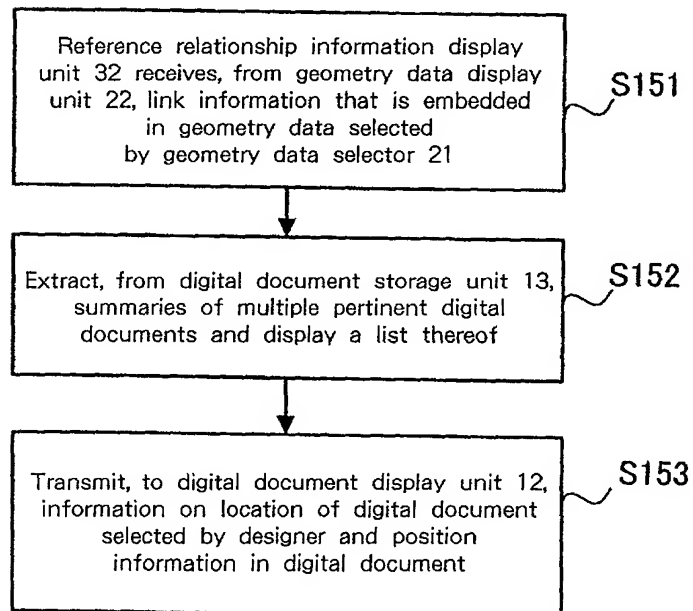 Reference relationship information display
unit 32 receives, from geometry data display
unit 22, link information that is embedded
in geometry data selected
by geometry data selector 21
S151
Extract, from digital document storage unit 13,
summaries of multiple pertinent digital
documents and display a list thereof
S152
Transmit, to digital document display unit 12,
information on location of digital document
selected by designer and position
information in digital document
S153